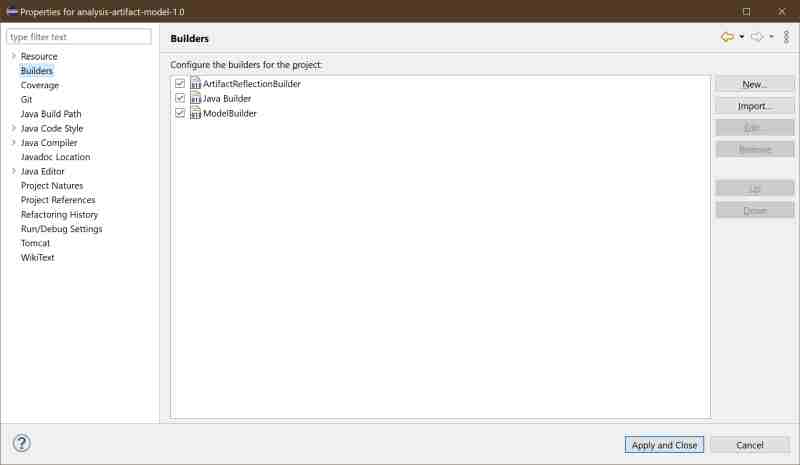 Properties for analysis-artifact-model-1.0
type filter text
Resource
Builders
Coverage
Git
Java Build Path
Java Code Style
Java Compiler
Javadoc Location
Java Editor
Project Natures
Project References
Refactoring History
Run/Debug Settings
Tomcat
WikiText
Builders
Configure the builders for the project:
ArtifactReflectionBuilder
Java Builder
ModelBuilder
New...
Import...
Edit...
Remove
Up
Down
Apply and Close
Cancel